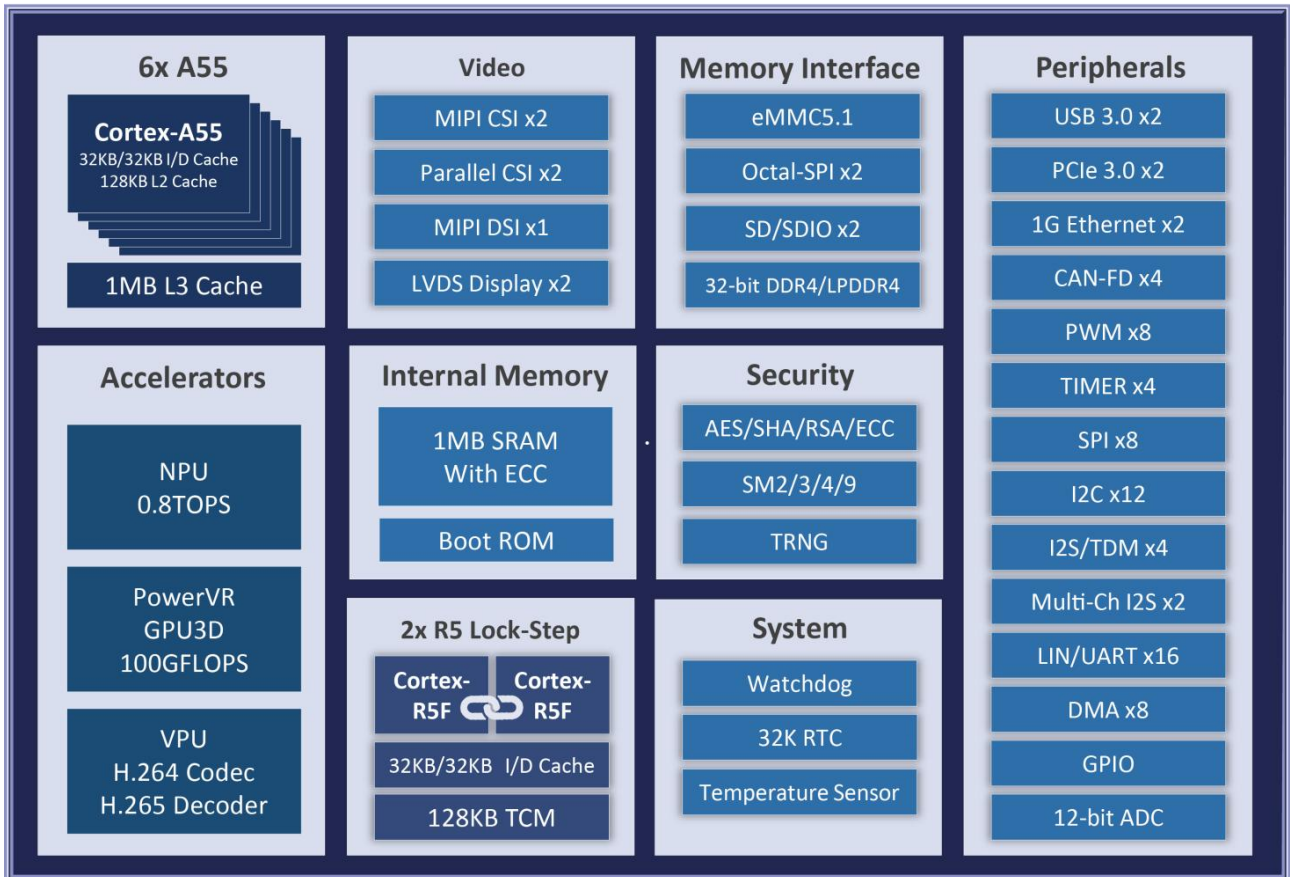 6x A55
Cortex-A55
32KB/32KB I/D Cache
128KB L2 Cache
1MB L3 Cache
Video
MIPI CSI x2
Parallel CSI x2
MIPI DSI x1
LVDS Display x2
Memory Interface
eMMC5.1
Octal-SPI x2
SD/SDIO x2
32-bit DDR4/LPDDR4
Peripherals
USB 3.0 x2
PCIe 3.0 x2
1G Ethernet x2
CAN-FD x4
PWM x8
TIMER x4
SPI x8
I2C x12
I2S/TDM x4
Multi-Ch I2S x2
LIN/UART x16
DMA x8
GPIO
12-bit ADC
Accelerators
NPU
0.8TOPS
PowerVR
GPU3D
100GFLOPS
VPU
H.264 Codec
H.265 Decoder
Internal Memory
1MB SRAM
With ECC
Boot ROM
Security
AES/SHA/RSA/ECC
SM2/3/4/9
TRNG
2x R5 Lock-Step
Cortex-
R5F
Cortex-
R5F
32KB/32KB I/D Cache
128KB TCM
System
Watchdog
32K RTC
Temperature Sensor